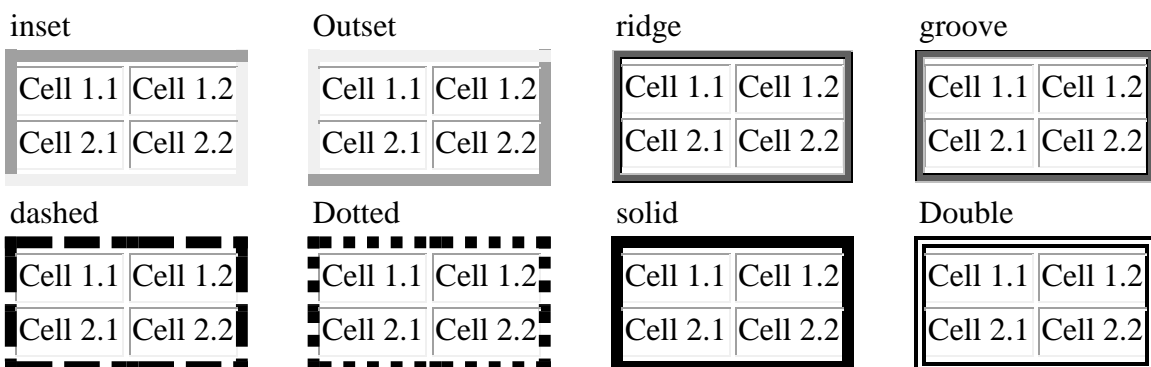 inset Outset ridge groove
Cell 1.1 Cell 1.2 Cell 1.1 Cell 1.2 Cell 1.1 Cell 1.2 Cell 1.1 Cell 1.2
Cell 2.1 Cell 2.2 Cell 2.1 Cell 2.2 Cell 2.1 Cell 2.2 Cell 2.1 Cell 2.2
dashed Dotted solid Double
Cell 1.1 Cell 1.2 Cell 1.1 Cell 1.2 Cell 1.1 Cell 1.2 Cell 1.1 Cell 1.2
Cell 2.1 Cell 2.2 Cell 2.1 Cell 2.2 Cell 2.1 Cell 2.2 Cell 2.1 Cell 2.2